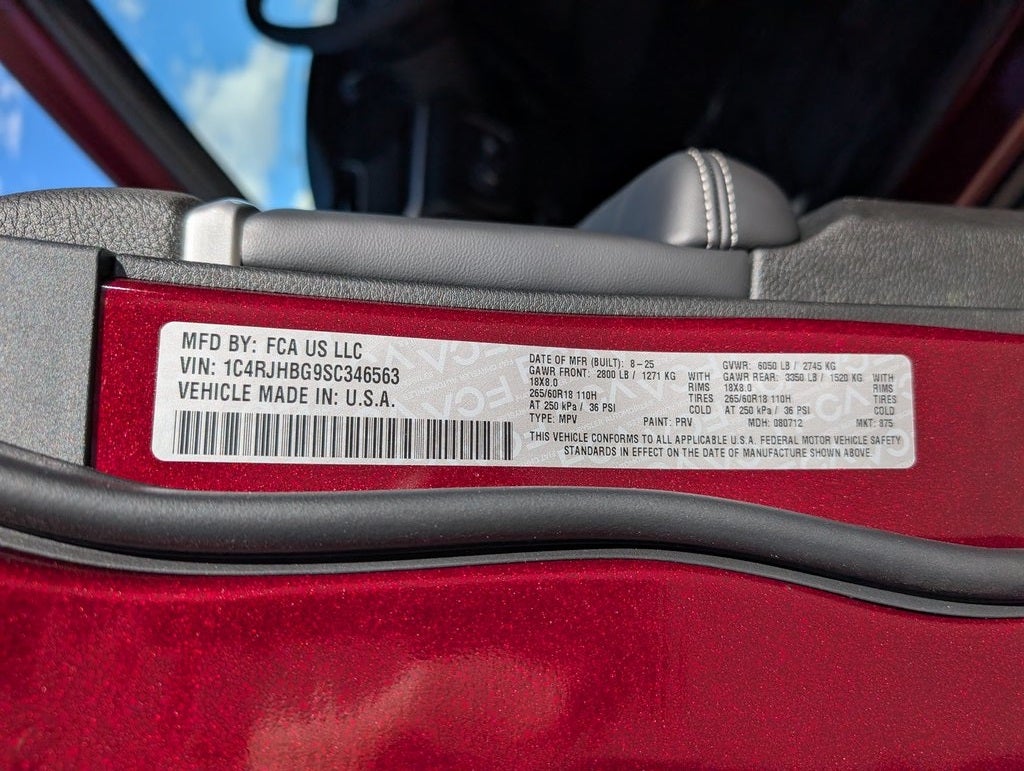 MFD BY: FCA US LLC
VIN: 1C4RJHBG9SC346563
VEHICLE MADE IN: U.S.A.
DATE OF MFR (BUILT): 8-25
GAWR FRONT: 2800 LB / 1271 KG WITH
18X8.0 RIMS
265/60R18 110H TIRES
AT 250 kPa / 36 PSI COLD
TYPE: MPV PAINT: PRV
GVWR: 6050 LB / 2745 KG
GAWR REAR: 3350 LB / 1520 KG WITH
18X8.0 RIMS
265/60R18 110H TIRES
AT 250 kPa / 36 PSI COLD
MDH: 080712 MKT: 875
THIS VEHICLE CONFORMS TO ALL APPLICABLE U.S.A. FEDERAL MOTOR VEHICLE SAFETY
STANDARDS IN EFFECT ON THE DATE OF MANUFACTURE SHOWN ABOVE.